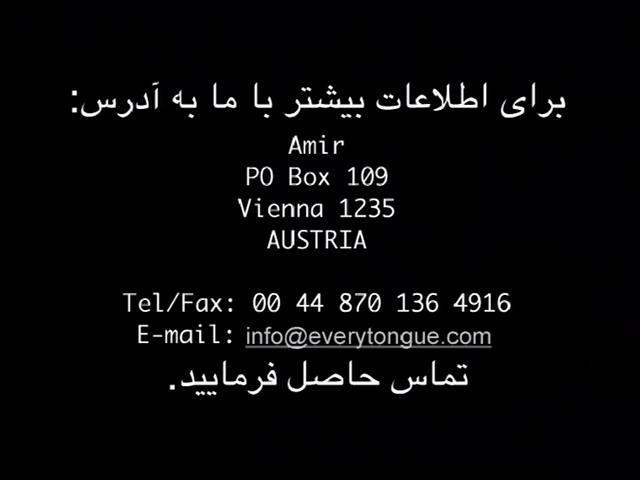 برای اطلاعات بیشتر با ما به آدرس:
Amir
PO Box 109
Vienna 1235
AUSTRIA
Tel/Fax: 00 44 870 136 4916
E-mail: info@everytongue.com
تماس حاصل فرمایید.